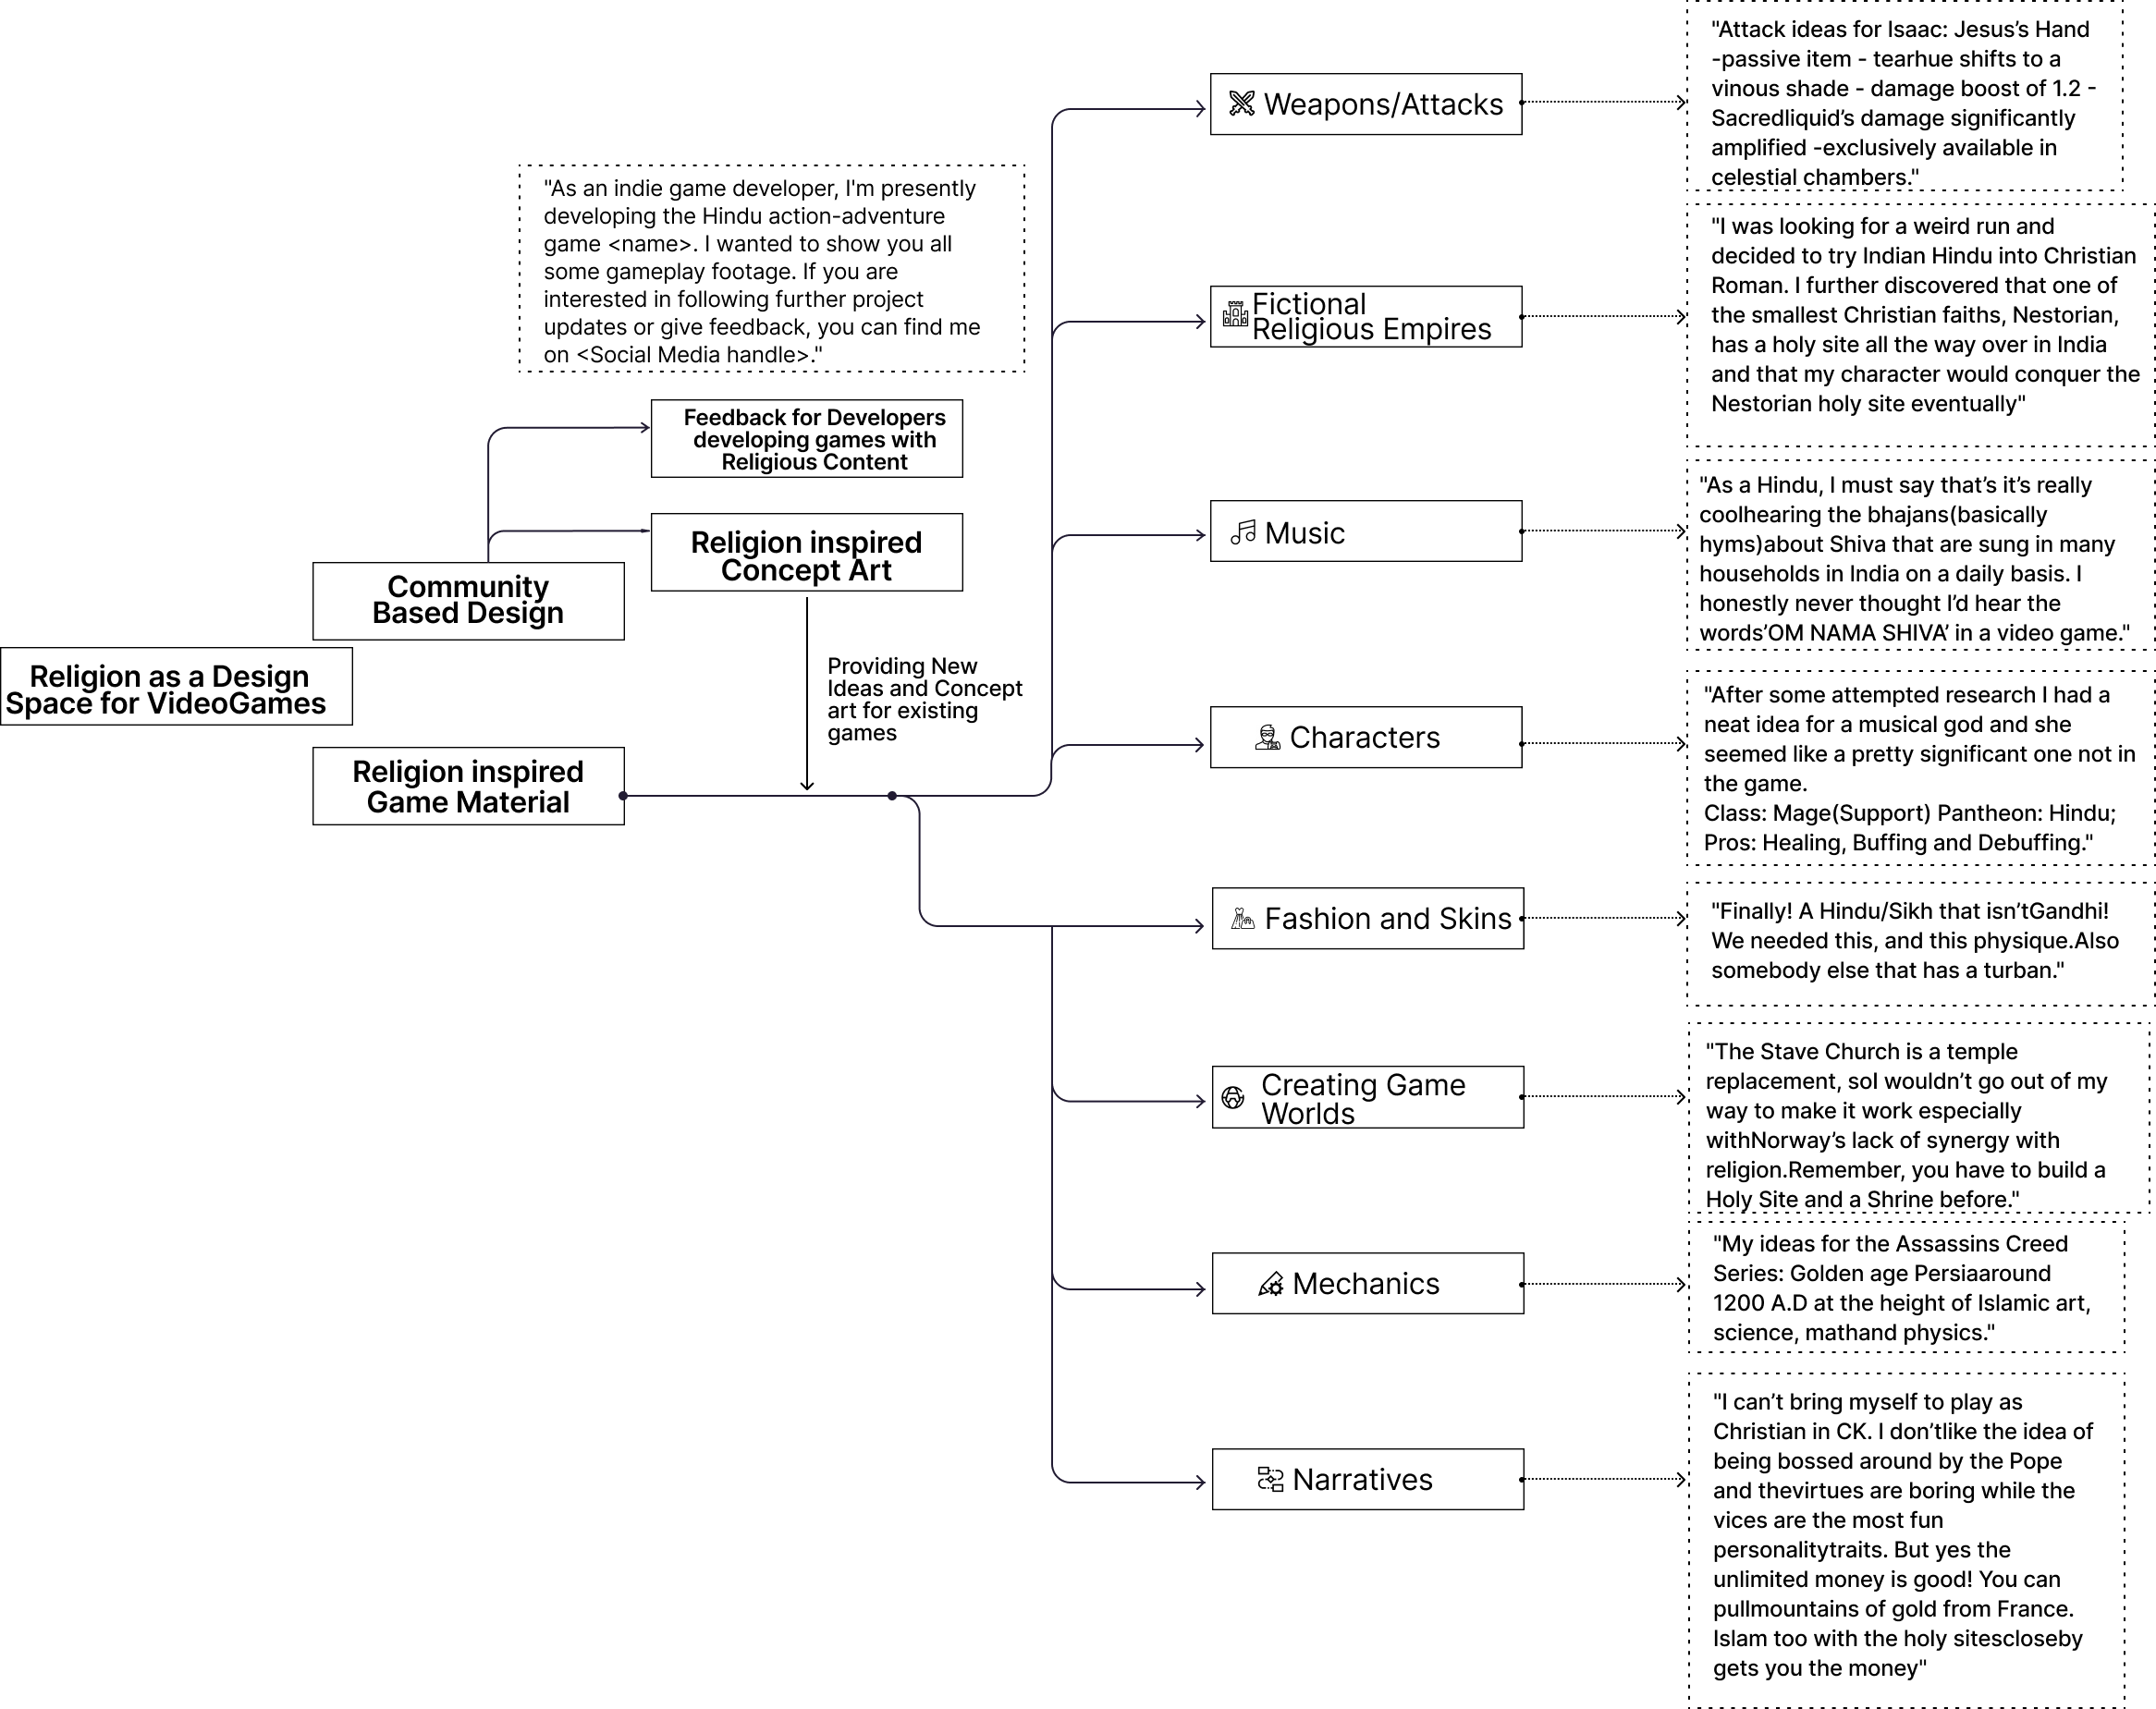 Religion as a Design
Space for VideoGames
Community
Based Design
Religion inspired
Game Material
"As an indie game developer, I'm presently
developing the Hindu action-adventure
game <name>. I wanted to show you all
some gameplay footage. If you are
interested in following further project
updates or give feedback, you can find me
on <Social Media handle>."
Feedback for Developers
developing games with
Religious Content
Religion inspired
Concept Art
Providing New
Ideas and Concept
art for existing
games
Weapons/Attacks
"Attack ideas for Isaac: Jesus’s Hand
-passive item - tearhue shifts to a
vinous shade - damage boost of 1.2 -
Sacredliquid’s damage significantly
amplified -exclusively available in
celestial chambers."
Fictional
Religious Empires
"I was looking for a weird run and
decided to try Indian Hindu into Christian
Roman. I further discovered that one of
the smallest Christian faiths, Nestorian,
has a holy site all the way over in India
and that my character would conquer the
Nestorian holy site eventually"
Music
"As a Hindu, I must say that’s it’s really
coolhearing the bhajans(basically
hyms)about Shiva that are sung in many
households in India on a daily basis. I
honestly never thought I’d hear the
words’OM NAMA SHIVA’ in a video game."
Characters
"After some attempted research I had a
neat idea for a musical god and she
seemed like a pretty significant one not in
the game.
Class: Mage(Support) Pantheon: Hindu;
Pros: Healing, Buffing and Debuffing."
Fashion and Skins
"Finally! A Hindu/Sikh that isn’tGandhi!
We needed this, and this physique.Also
somebody else that has a turban."
Creating Game
Worlds
"The Stave Church is a temple
replacement, soI wouldn’t go out of my
way to make it work especially
withNorway’s lack of synergy with
religion.Remember, you have to build a
Holy Site and a Shrine before."
Mechanics
"My ideas for the Assassins Creed
Series: Golden age Persiaaround
1200 A.D at the height of Islamic art,
science, mathand physics."
Narratives
"I can’t bring myself to play as
Christian in CK. I don’tlike the idea of
being bossed around by the Pope
and thevirtues are boring while the
vices are the most fun
personalitytraits. But yes the
unlimited money is good! You can
pullmountains of gold from France.
Islam too with the holy sitescloseby
gets you the money"